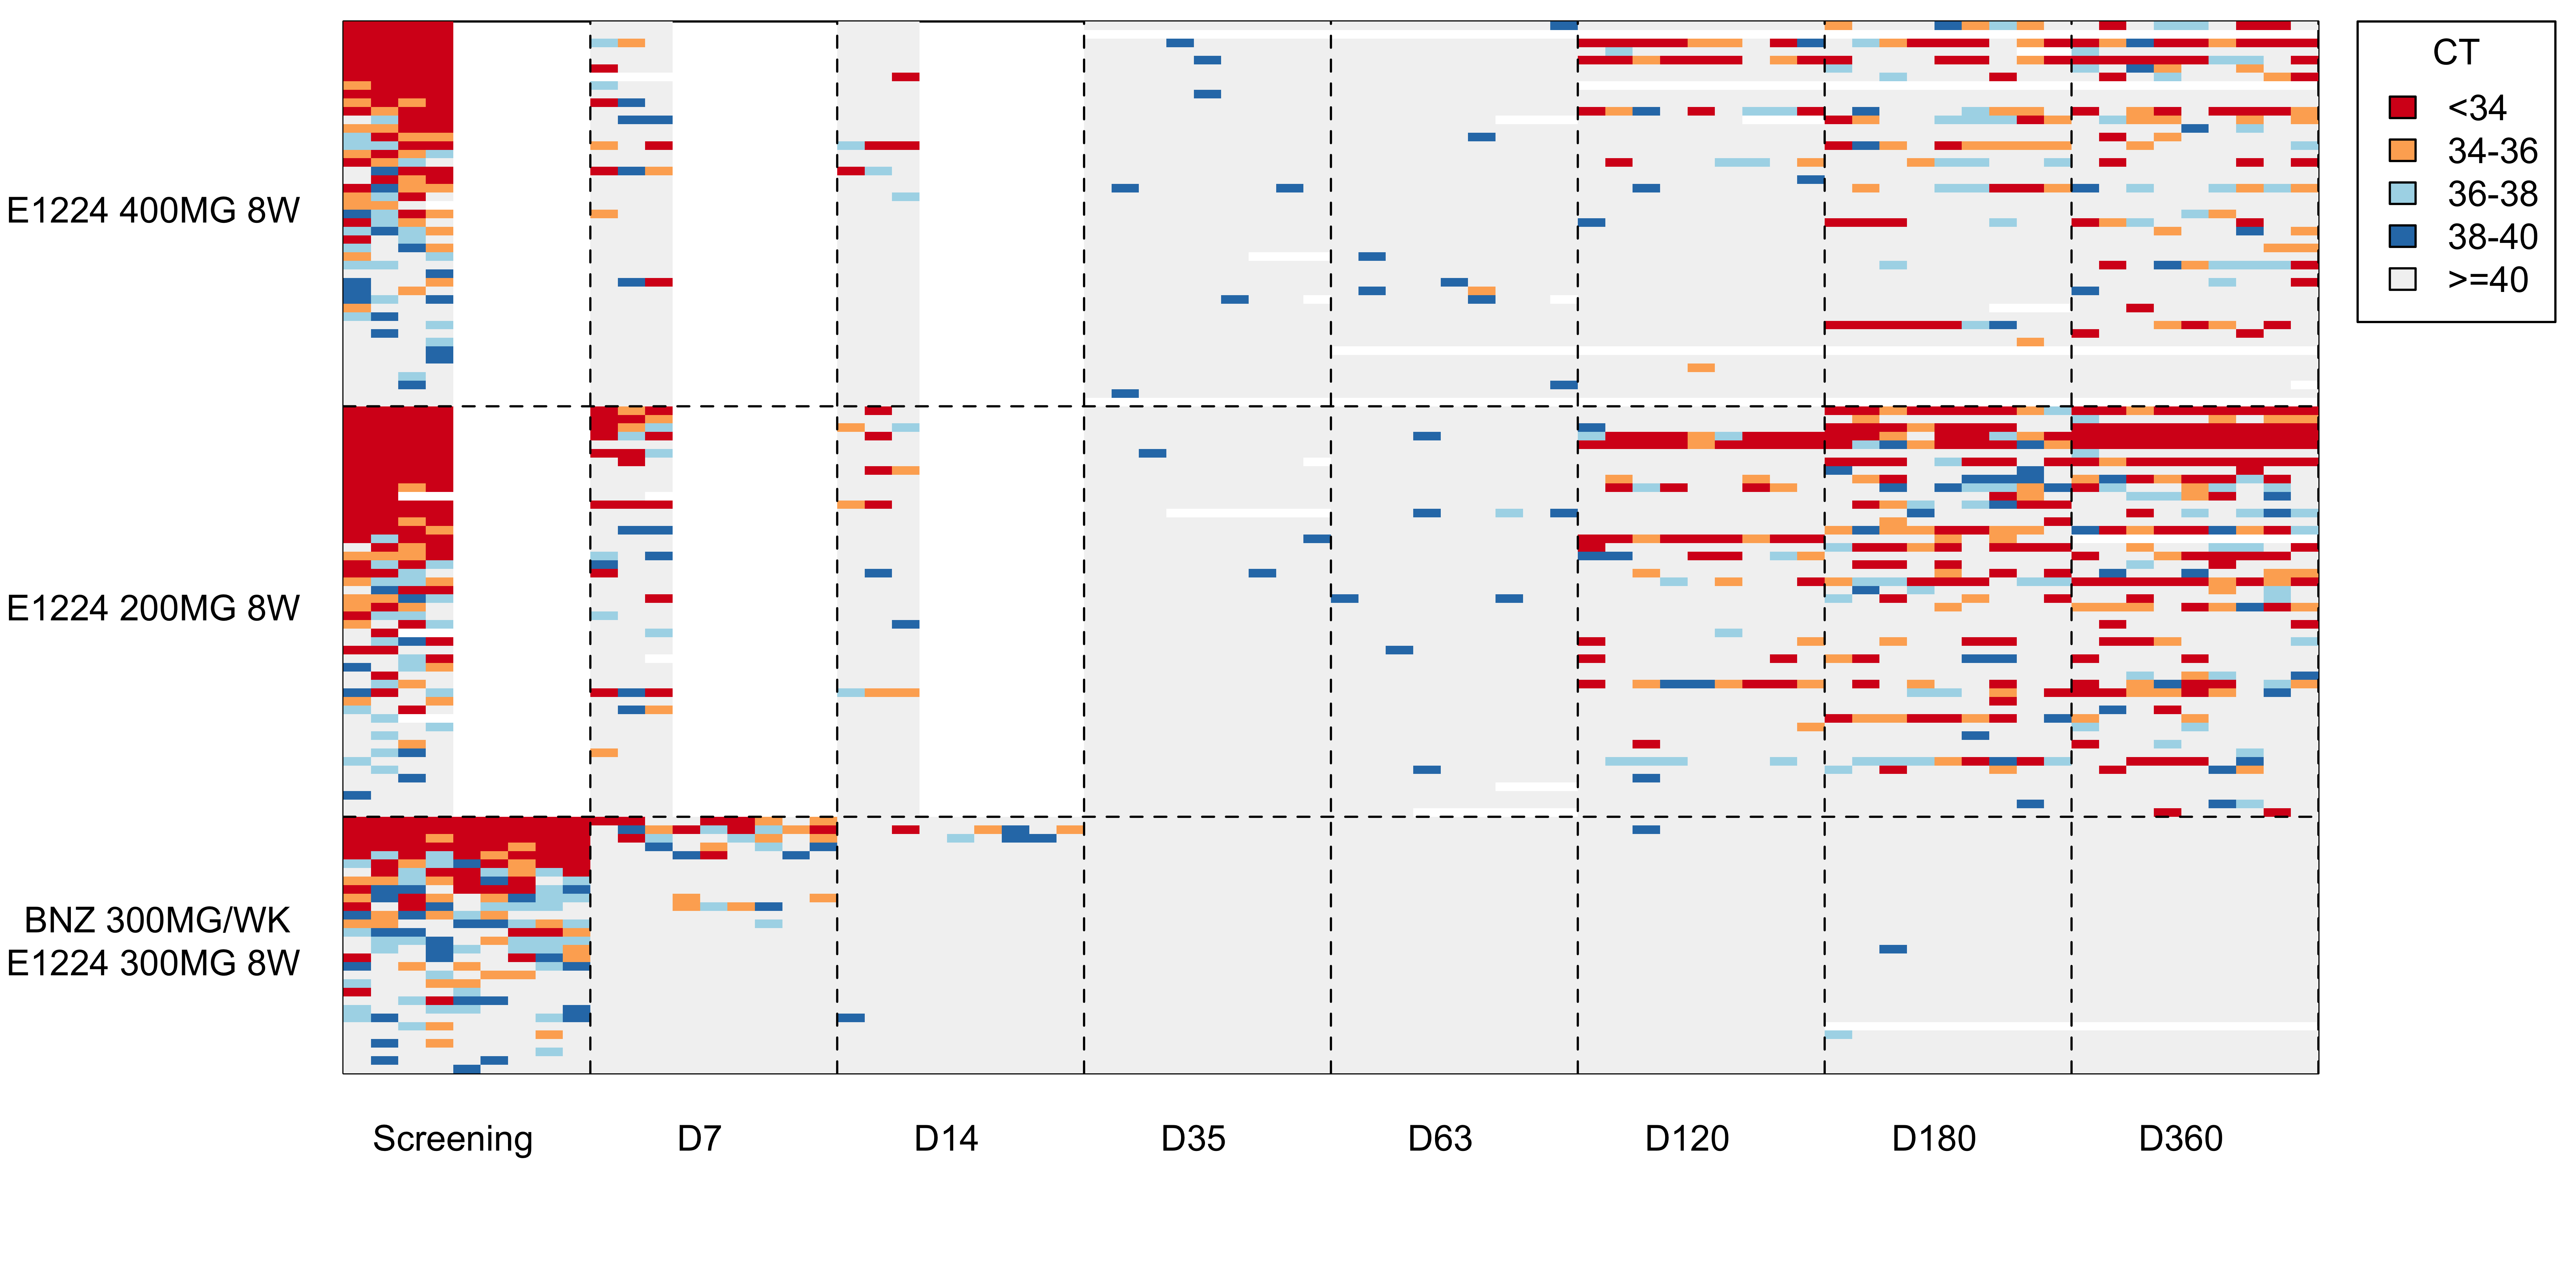 CT
<34
34-36
36-38
38-40
>=40
E1224 400MG 8W
E1224 200MG 8W
BNZ 300MG/WK
E1224 300MG 8W
Screening D7 D14 D35 D63 D120 D180 D360